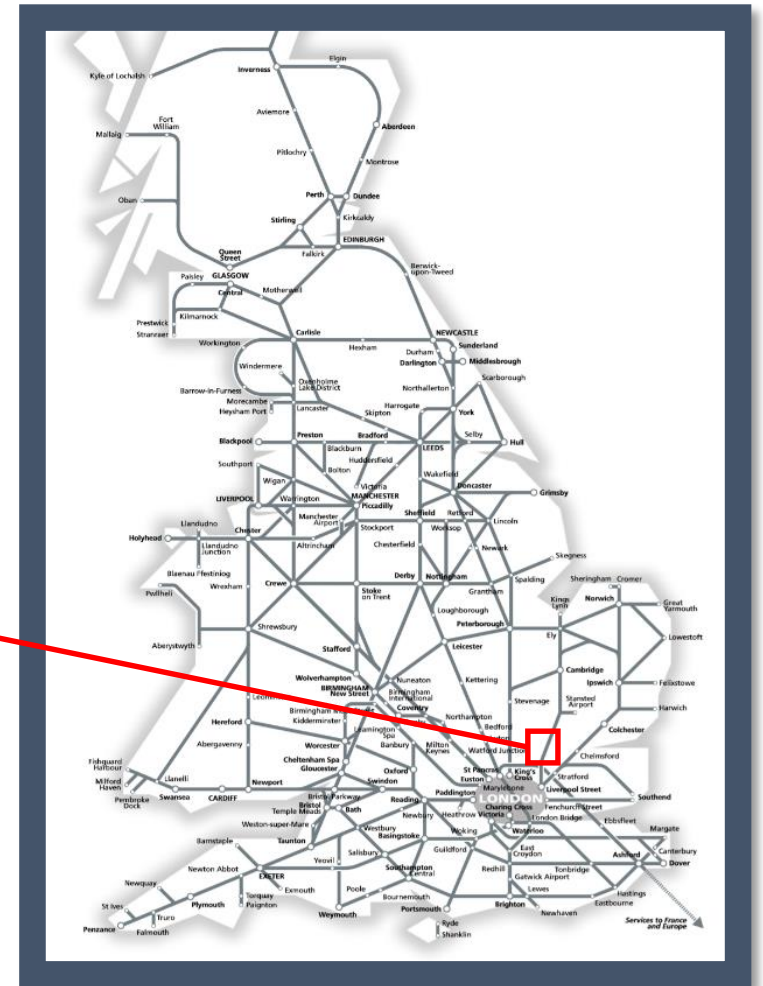 Elgin
Kyle of Lochalsh
Inverness
Aviemore
Fort
William
Aberdeen
Mallaig
Pitlochry
Montrose
Perth
Dundee
Oban
Stirling
Kirkcaldy
EDINBURGH
Queen
Street
Falkirk
Berwick-
upon-Tweed
Paisley
GLASGOW
Central
Motherwell
Prestwick
Kilmarnock
Stranraer
Carlisle
NEWCASTLE
Workington
Hexham
Sunderland
Durham
Darlington
Middlesbrough
Windermere
Scarborough
Oxenholme
Lake District
Barrow-in-Furness
Northallerton
Morecambe
Heysham Port
Lancaster
Harrogate
York
Skipton
Blackpool
Preston
Bradford
Selby
Hull
Blackburn
LEEDS
Southport
Huddersfield
Bolton
Wakefield
Wigan
Victoria
Doncaster
Grimsby
LIVERPOOL
Warrington
MANCHESTER
Piccadilly
Manchester
Airport
Sheffield
Retford
Lincoln
Llandudno
Stockport
Worksop
Holyhead
Chester
Llandudno
Junction
Altrincham
Chesterfield
Newark
Skegness
Blaenau Ffestiniog
Wrexham
Crewe
Derby
Nottingham
Spalding
Sheringham
Cromer
Pwllheli
Stoke
on Trent
Grantham
Kings
Lynn
Norwich
Great
Yarmouth
Loughborough
Shrewsbury
Peterborough
Ely
Lowestoft
Aberystwyth
Stafford
Leicester
Wolverhampton
Cambridge
BIRMINGHAM
New Street
Nuneaton
Kettering
Ipswich
Felixstowe
Birmingham
International
Stansted
Airport
Coventry
Stevenage
Harwich
Birmingham
Kidderminster
Northampton
Hereford
Leamington
Spa
Bedford
Colchester
Abergavenny
Worcester
Banbury
Milton
Keynes
Watford Junction
Chelmsford
Cheltenham Spa
Gloucester
Oxford
St Pancras
Euston
King's
Cross
Stratford
Fishguard
Harbour
Llanelli
Swindon
Marylebone
Liverpool Street
Milford
Haven
Newport
Paddington
LONDON
Southend
Pembroke
Dock
Swansea
CARDIFF
Bristol Parkway
Reading
Charing Cross
Fenchurch Street
Bristol
Temple Meads
Bath
Newbury
Heathrow
Victoria
London Bridge
Ebbsfleet
Weston-super-Mare
Westbury
Basingstoke
Woking
Waterloo
Margate
Barnstaple
Taunton
Guildford
East
Croydon
Canterbury
Salisbury
Ashford
Dover
Newton Abbot
Yeovil
Southampton
Central
Redhill
Tonbridge
EXETER
Gatwick Airport
Newquay
Exmouth
Poole
Lewes
Hastings
St Ives
Torquay
Paignton
Bournemouth
Eastbourne
Plymouth
Weymouth
Portsmouth
Brighton
Newhaven
Truro
Penzance
Falmouth
Ryde
Shanklin
Services to France
and Europe